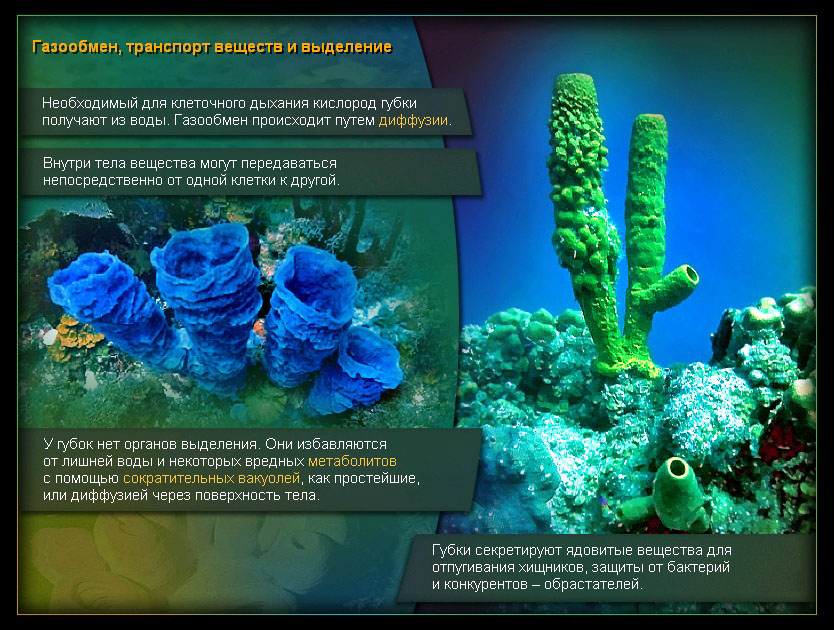 Газообмен, транспорт веществ и выделение
Необходимый для клеточного дыхания кислород губки
получают из воды. Газообмен происходит путем диффузии.
Внутри тела вещества могут передаваться
непосредственно от одной клетки к другой.
У губок нет органов выделения. Они избавляются
от лишней воды и некоторых вредных метаболитов
с помощью сократительных вакуолей, как простейшие,
или диффузией через поверхность тела.
Губки секретируют ядовитые вещества для
отпугивания хищников, защиты от бактерий
и конкурентов – обрастателей.